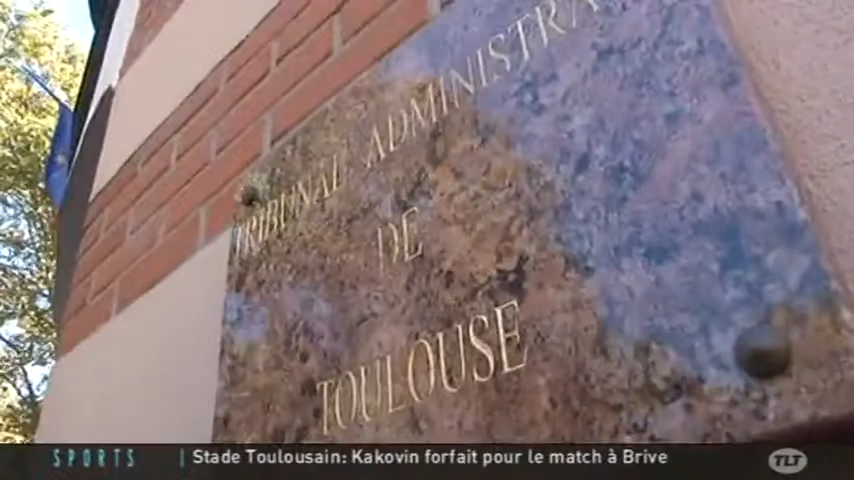 TRIBUNAL ADMINISTRA
DE
TOULOUSE
SPORTS | Stade Toulousain: Kakovin forfait pour le match à Brive
TLT